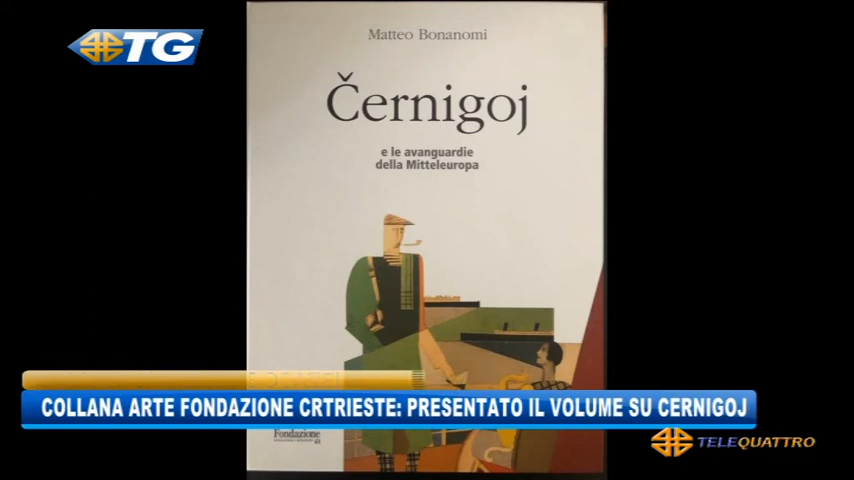 TG
Matteo Bonanomi
Černigoj
e le avanguardie
della Mitteleuropa
COLLANA ARTE FONDAZIONE CRTRIESTE: PRESENTATO IL VOLUME SU CERNIGOJ
Fondazione
TELEQUATTRO